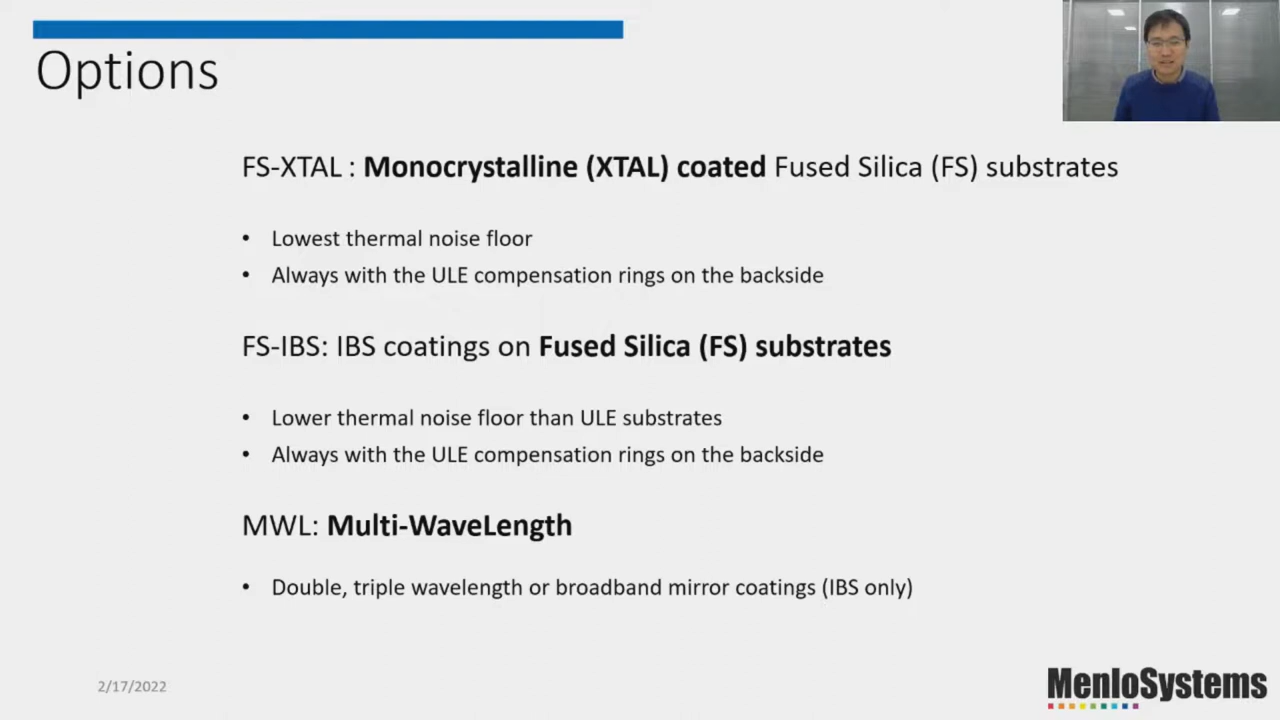 Options
FS-XTAL : Monocrystalline (XTAL) coated Fused Silica (FS) substrates
• Lowest thermal noise floor
• Always with the ULE compensation rings on the backside
FS-IBS: IBS coatings on Fused Silica (FS) substrates
• Lower thermal noise floor than ULE substrates
• Always with the ULE compensation rings on the backside
MWL: Multi-WaveLength
• Double, triple wavelength or broadband mirror coatings (IBS only)
2/17/2022
MenloSystems